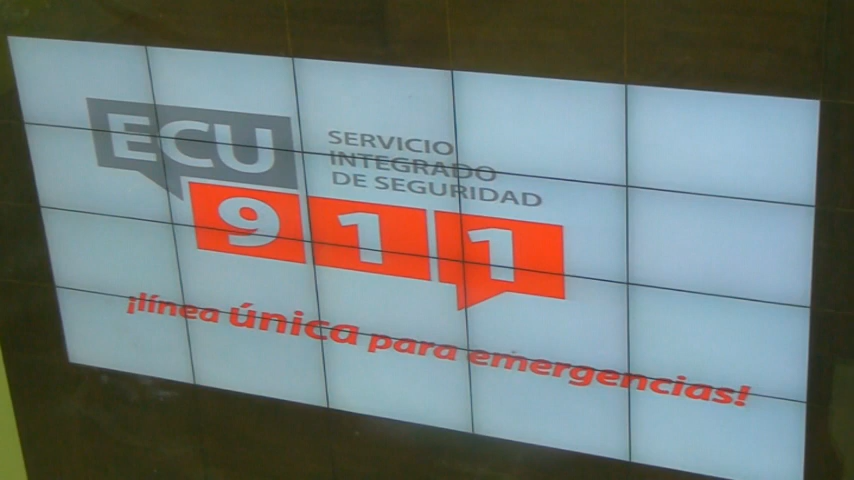 ECU
911
SERVICIO
INTEGRADO
DE SEGURIDAD
¡línea única para emergencias!